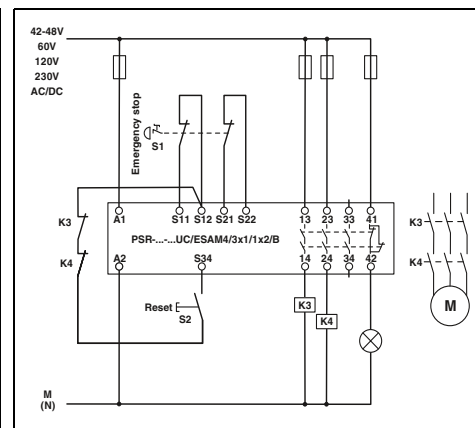 42-48V
60V
120V
230V
AC/DC
Emergency stop
S1
A1 S11 S12 S21 S22 13 23 33 41
K3
PSR-...-...UC/ESAM4/3x1/1x2/B
K4
A2 S34 14 24 34 42
K3
K4
M
Reset
S2
K3
K4
M
(N)